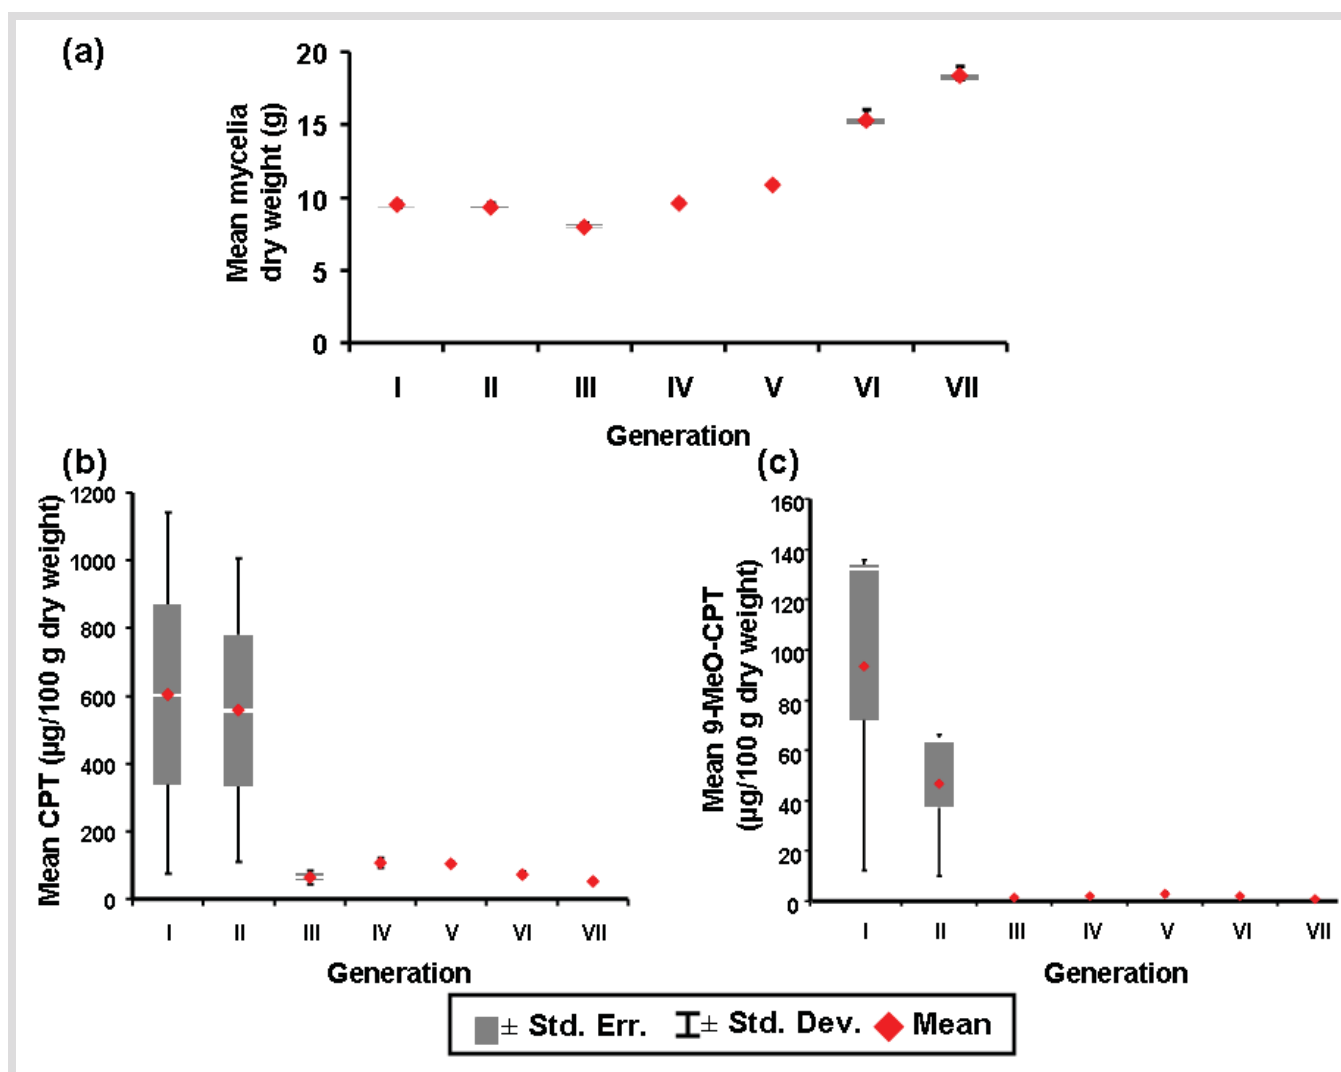 (a)
Mean mycelia
dry weight (g)
20
15
10
5
0
I II III IV V VI VII
Generation
(b)
Mean CPT (µg/100 g dry weight)
1200
1000
800
600
400
200
0
I II III IV V VI VII
Generation
(c)
Mean 9-MeO-CPT
(µg/100 g dry weight)
160
140
120
100
80
60
40
20
0
I II III IV V VI VII
Generation
± Std. Err. ± Std. Dev. Mean